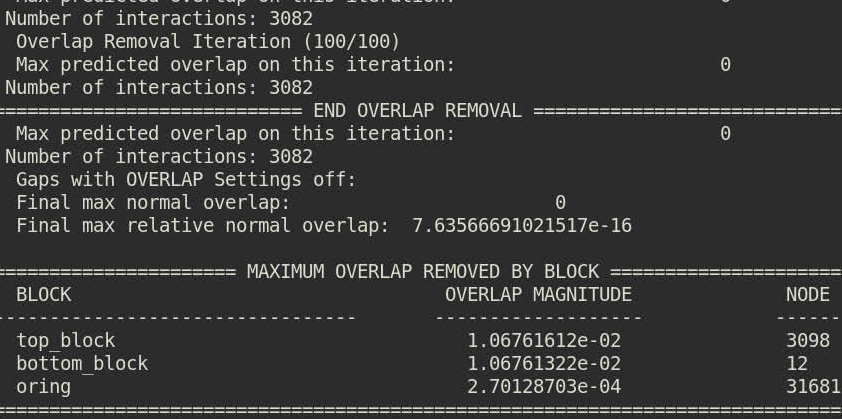 Number of interactions: 3082
Overlap Removal Iteration (100/100)
Max predicted overlap on this iteration: 0
Number of interactions: 3082
============================ END OVERLAP REMOVAL ============================
Max predicted overlap on this iteration: 0
Number of interactions: 3082
Gaps with OVERLAP Settings off:
Final max normal overlap: 0
Final max relative normal overlap: 7.63566691021517e-16
====================== MAXIMUM OVERLAP REMOVED BY BLOCK =====================
BLOCK OVERLAP MAGNITUDE NODE
-------------------------------- ------------------- ------
top_block 1.06761612e-02 3098
bottom_block 1.06761322e-02 12
oring 2.70128703e-04 31681
=============================================================================